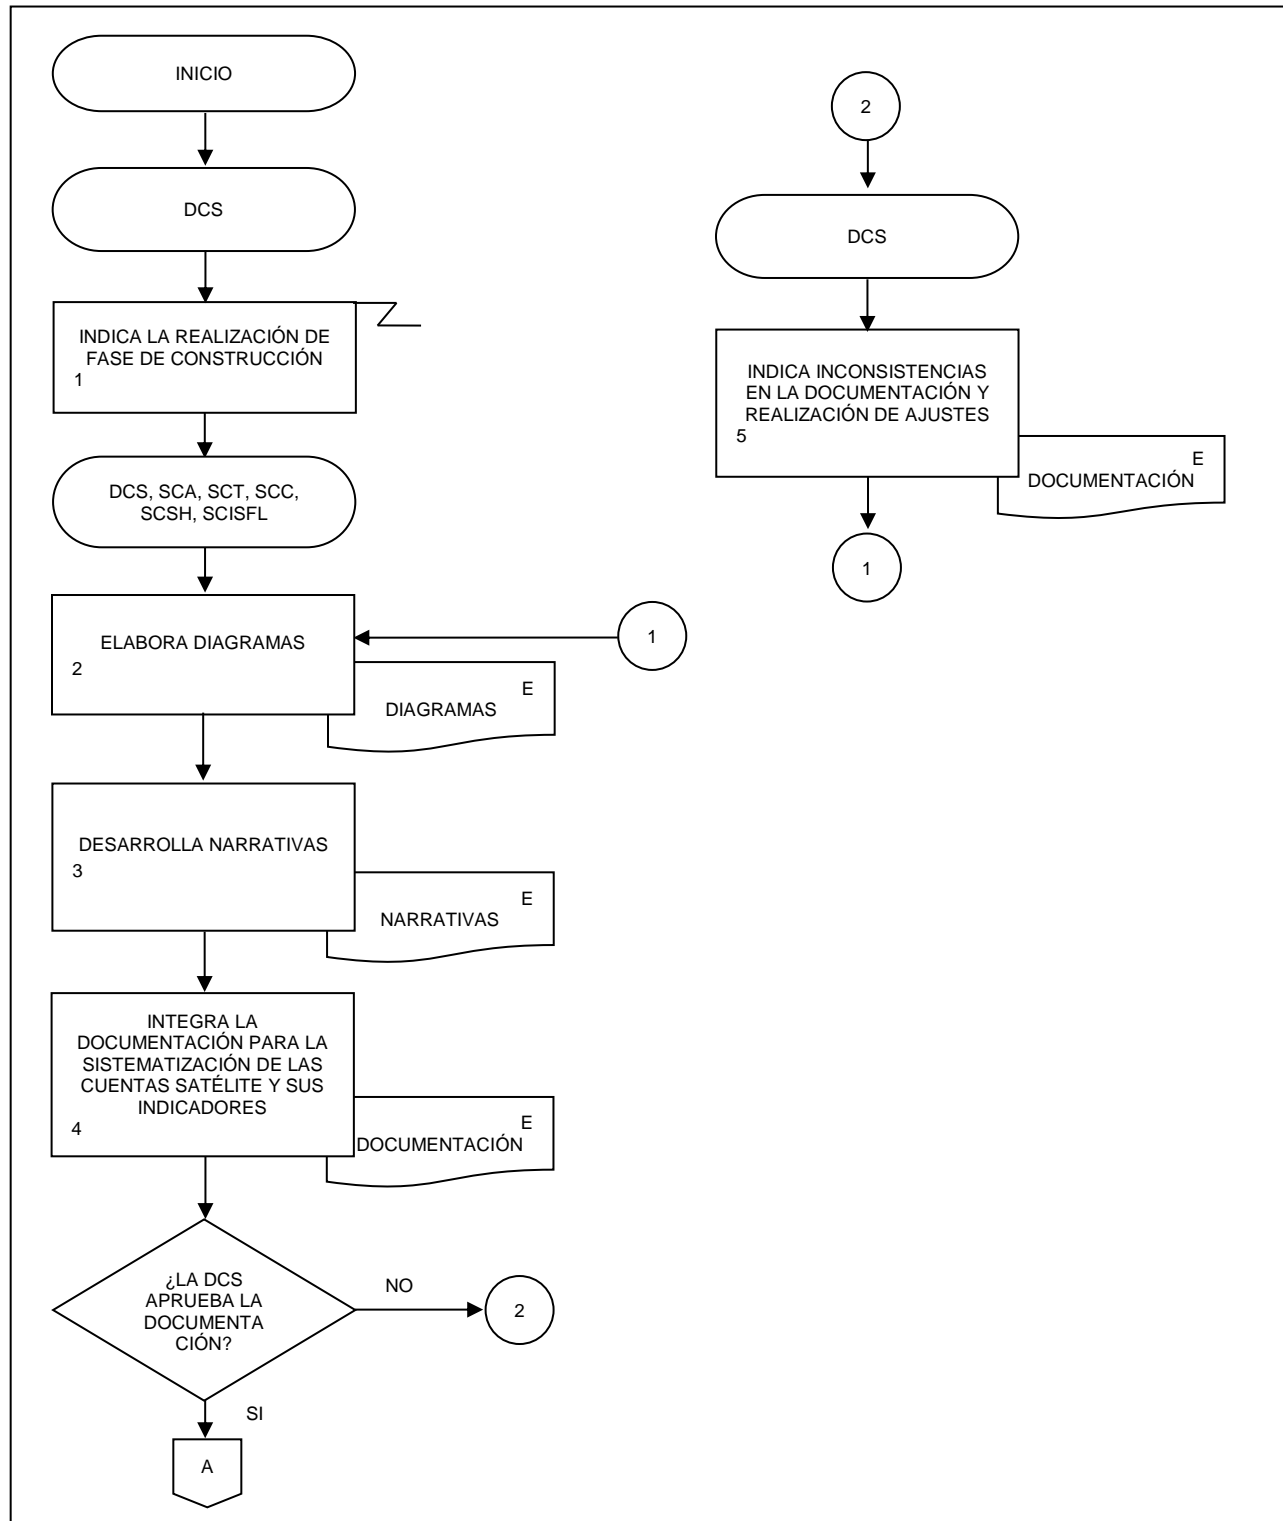 INICIO
DCS
INDICA LA REALIZACIÓN DE
FASE DE CONSTRUCCIÓN
1
DCS, SCA, SCT, SCC,
SCSH, SCISFL
ELABORA DIAGRAMAS
2
1
E
DIAGRAMAS
DESARROLLA NARRATIVAS
3
E
NARRATIVAS
INTEGRA LA
DOCUMENTACIÓN PARA LA
SISTEMATIZACIÓN DE LAS
CUENTAS SATÉLITE Y SUS
INDICADORES
4
E
DOCUMENTACIÓN
¿LA DCS
APRUEBA LA
DOCUMENTA
CIÓN?
NO
2
SI
A
2
DCS
INDICA INCONSISTENCIAS
EN LA DOCUMENTACIÓN Y
REALIZACIÓN DE AJUSTES
5
E
DOCUMENTACIÓN
1